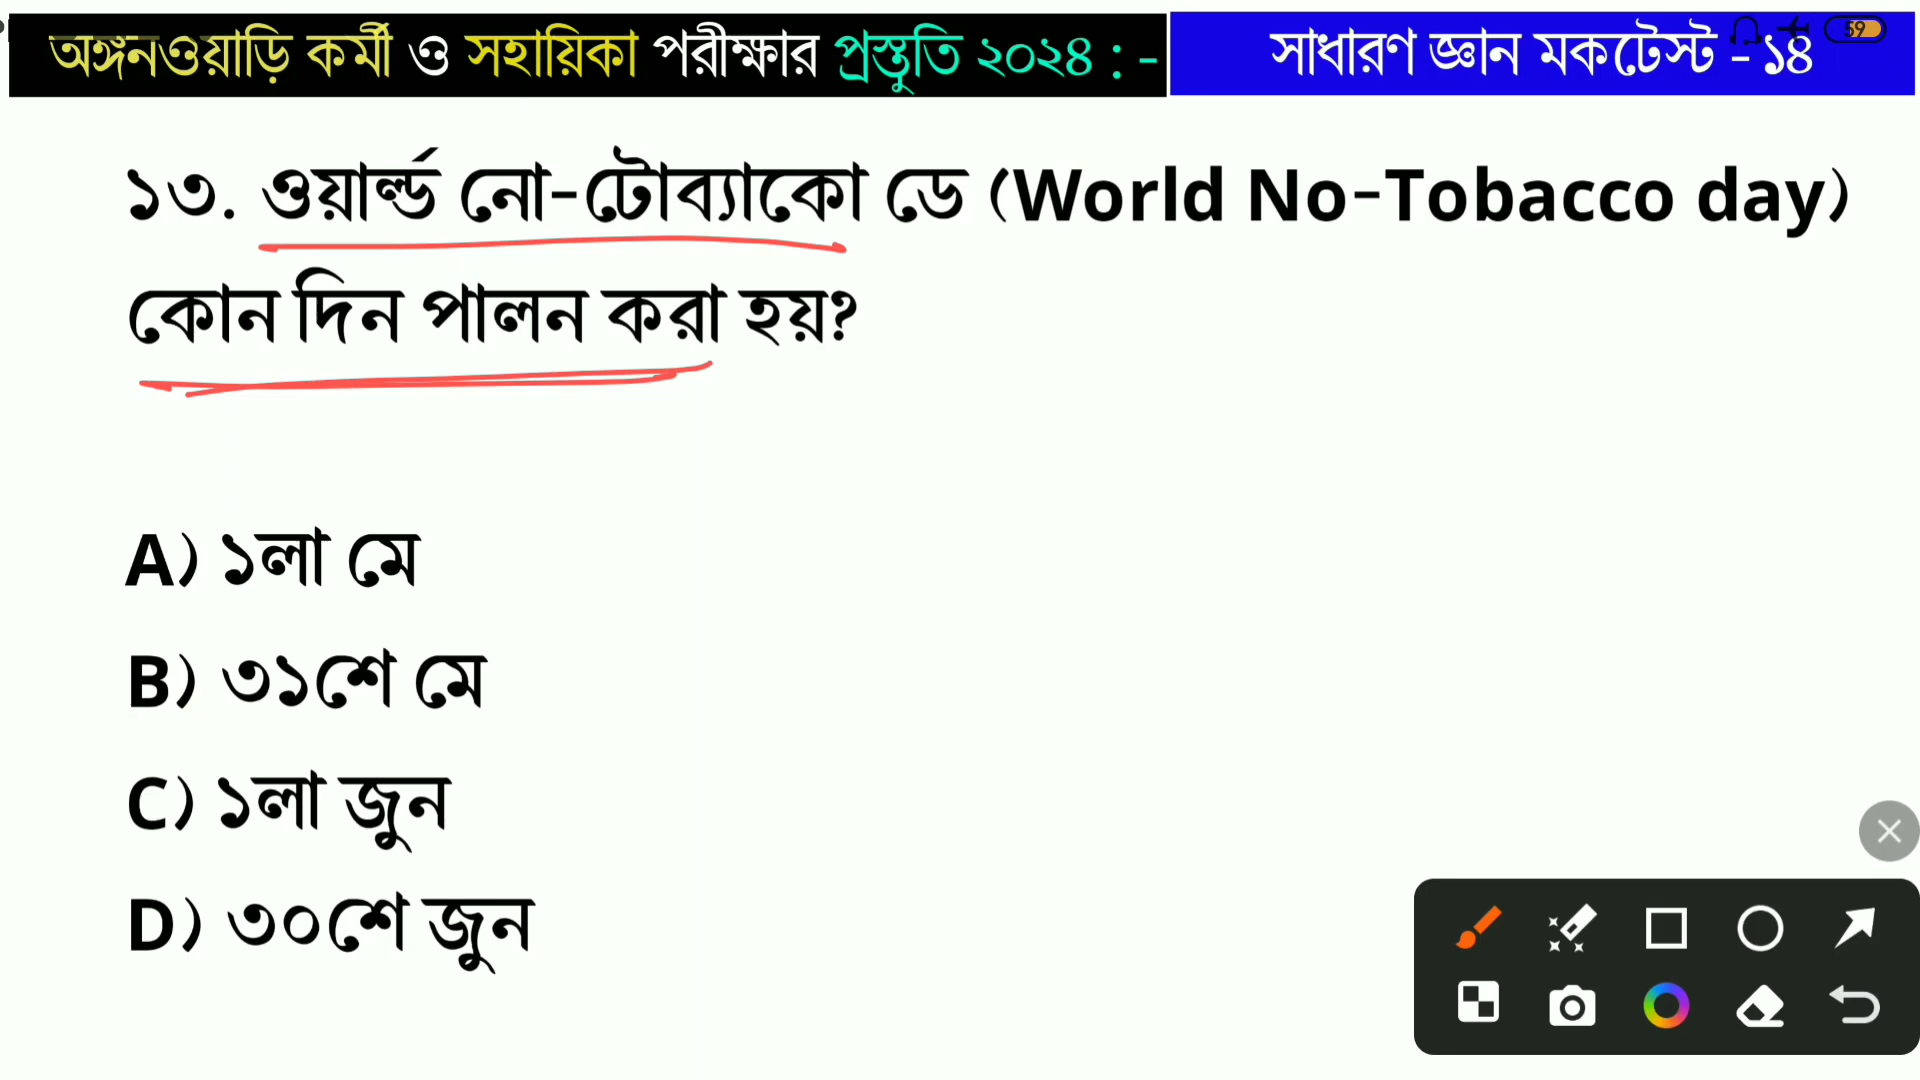 অঙ্গনওয়াড়ি কর্মী ও সহায়িকা পরীক্ষার প্রস্তুতি ২০২৪ : -
সাধারণ জ্ঞান মকটেস্ট - ১৪
59
১৩. ওয়ার্ল্ড নো-টোব্যাকো ডে (World No-Tobacco day)
কোন দিন পালন করা হয়?
A) ১লা মে
B) ৩১শে মে
C) ১লা জুন
D) ৩০শে জুন